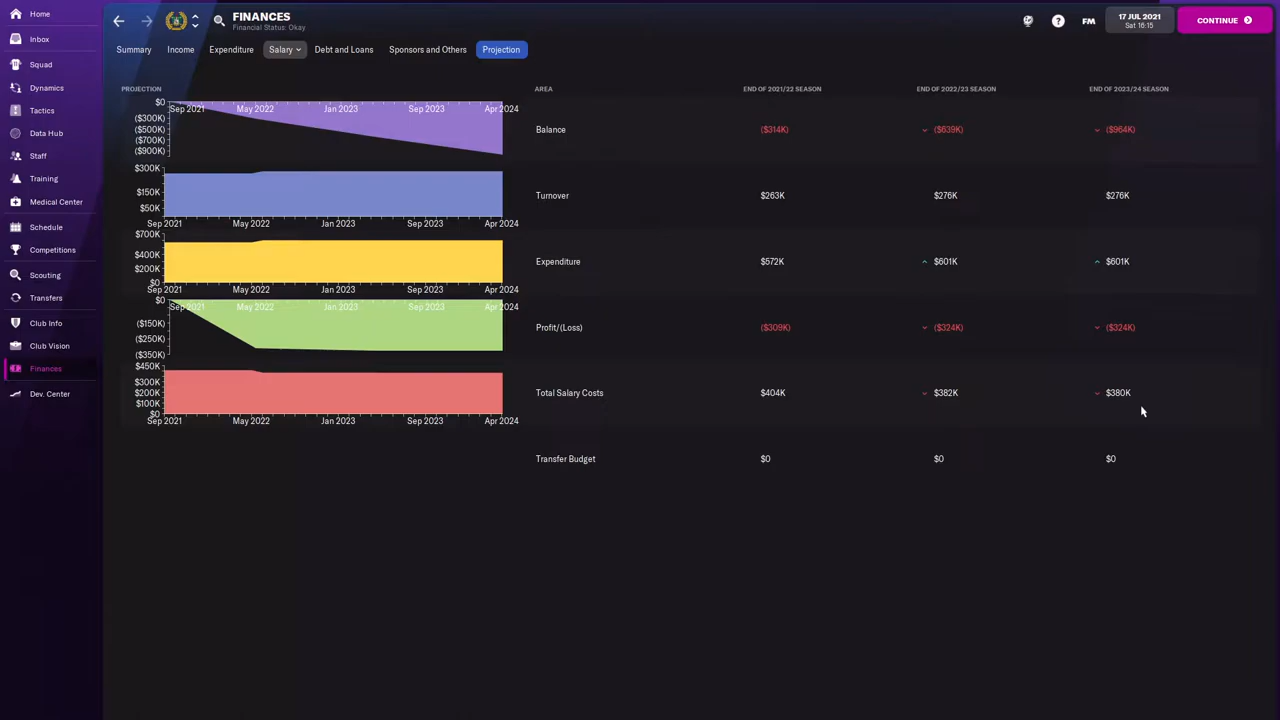 Home
Inbox
Squad
Dynamics
Tactics
Data Hub
Staff
Training
Medical Center
Schedule
Competitions
Scouting
Transfers
Club Info
Club Vision
Finances
Dev. Center
FINANCES
Financial Status: Okay
?
FM
17 JUL 2021
Sat 16:15
CONTINUE
Summary
Income
Expenditure
Salary
Debt and Loans
Sponsors and Others
Projection
PROJECTION
AREA
END OF 2021/22 SEASON
END OF 2022/23 SEASON
END OF 2023/24 SEASON
$0
($300K)
($500K)
($700K)
($900K)
Sep 2021 May 2022 Jan 2023 Sep 2023 Apr 2024
Balance ($314K) ($639K) ($964K)
$300K
$150K
$50K
Sep 2021 May 2022 Jan 2023 Sep 2023 Apr 2024
Turnover $263K $276K $276K
$700K
$400K
$200K
$0
Sep 2021 May 2022 Jan 2023 Sep 2023 Apr 2024
Expenditure $572K $601K $601K
$0
($150K)
($250K)
($350K)
Sep 2021 May 2022 Jan 2023 Sep 2023 Apr 2024
Profit/(Loss) ($309K) ($324K) ($324K)
$450K
$300K
$200K
$100K
$0
Sep 2021 May 2022 Jan 2023 Sep 2023 Apr 2024
Total Salary Costs $404K $382K $380K
Transfer Budget $0 $0 $0